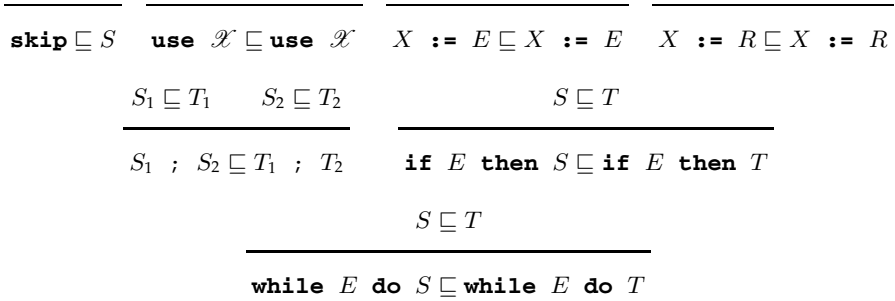 skip ⊑ S   use 𝒳 ⊑ use 𝒳   X := E ⊑ X := E   X := R ⊑ X := R
S₁ ⊑ T₁   S₂ ⊑ T₂   S ⊑ T
S₁ ; S₂ ⊑ T₁ ; T₂   if E then S ⊑ if E then T
S ⊑ T
while E do S ⊑ while E do T